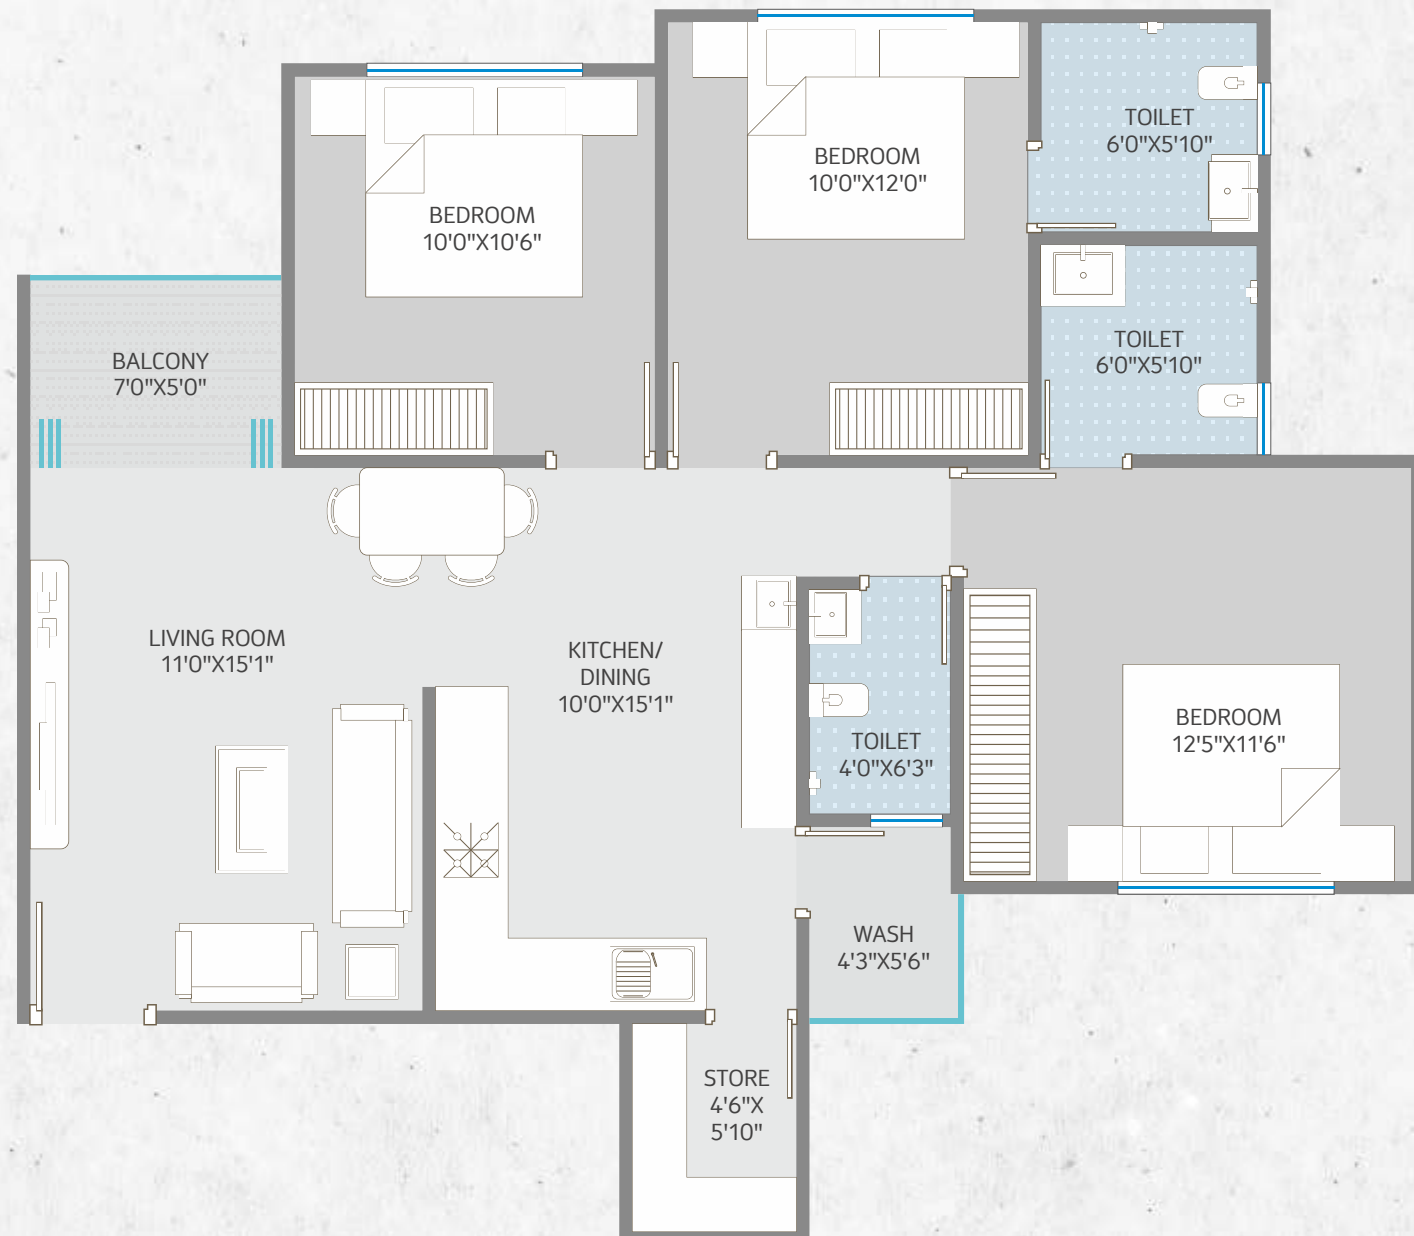 TOILET
6'0"X5'10"
BEDROOM
10'0"X12'0"
BEDROOM
10'0"X10'6"
TOILET
6'0"X5'10"
BALCONY
7'0"X5'0"
LIVING ROOM
11'0"X15'1"
KITCHEN/
DINING
10'0"X15'1"
BEDROOM
12'5"X11'6"
TOILET
4'0"X6'3"
WASH
4'3"X5'6"
STORE
4'6"X
5'10"